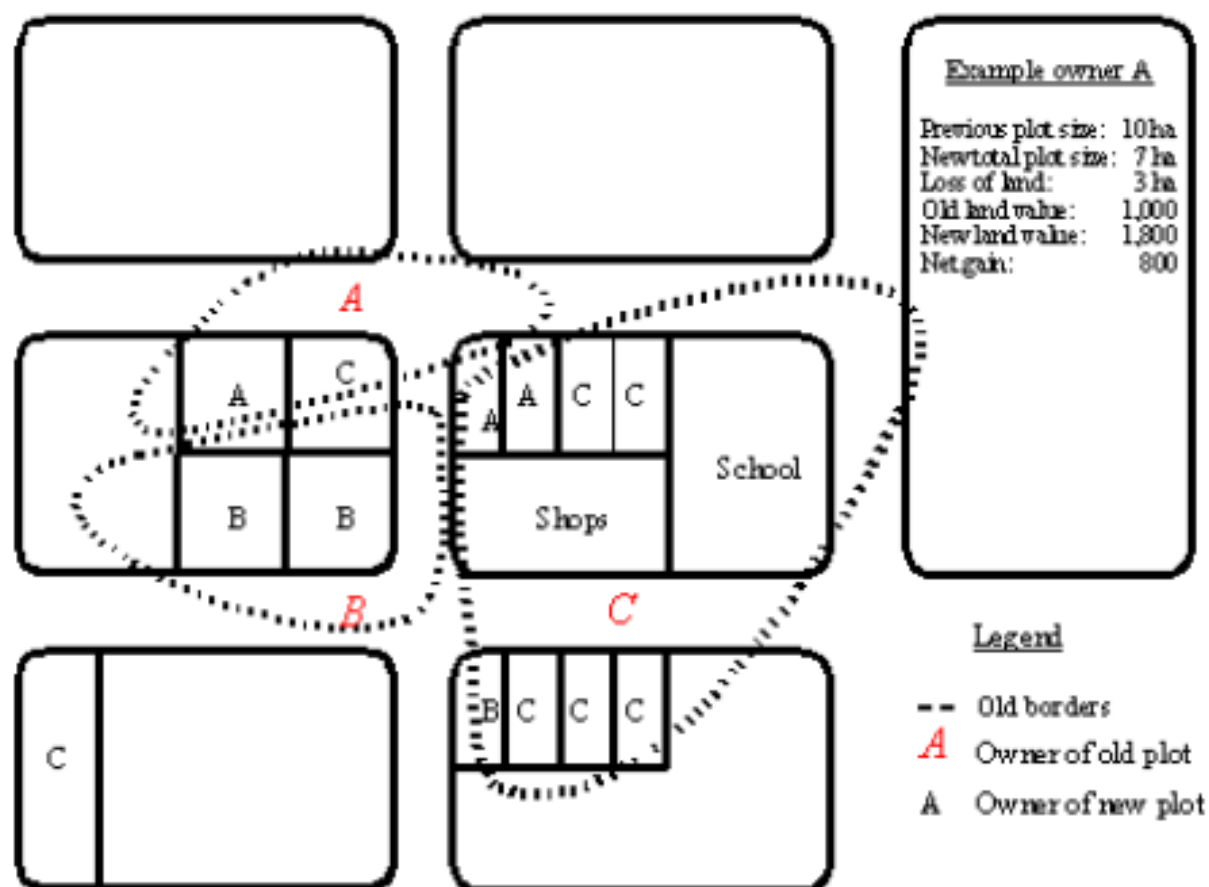 Example owner A
Previous plot size: 10 ha
New total plot size: 7 ha
Loss of land: 3 ha
Old land value: 1,000
New land value: 1,800
Net gain: 800
A
A
C
A
A
C
C
School
B
B
Shops
B
C
C
B
C
C
C
Legend
Old borders
A Owner of old plot
A Owner of new plot